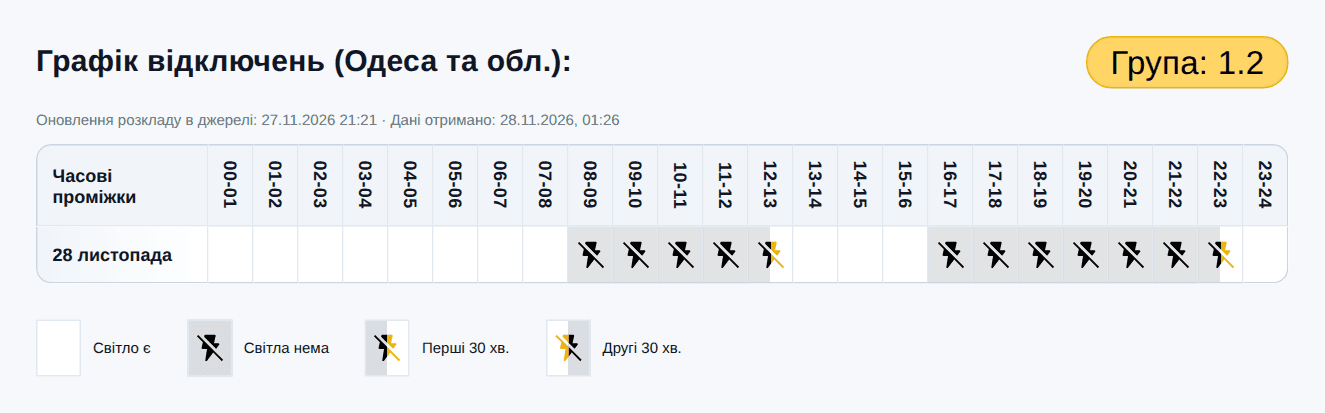 Графік відключень (Одеса та обл.):
Група: 1.2
Оновлення розкладу в джерелі: 27.11.2026 21:21 · Дані отримано: 28.11.2026, 01:26
Часові
проміжки
00-01
01-02
02-03
03-04
04-05
05-06
06-07
07-08
08-09
09-10
10-11
11-12
12-13
13-14
14-15
15-16
16-17
17-18
18-19
19-20
20-21
21-22
22-23
23-24
28 листопада
Світло є
Світла нема
Перші 30 хв.
Другі 30 хв.